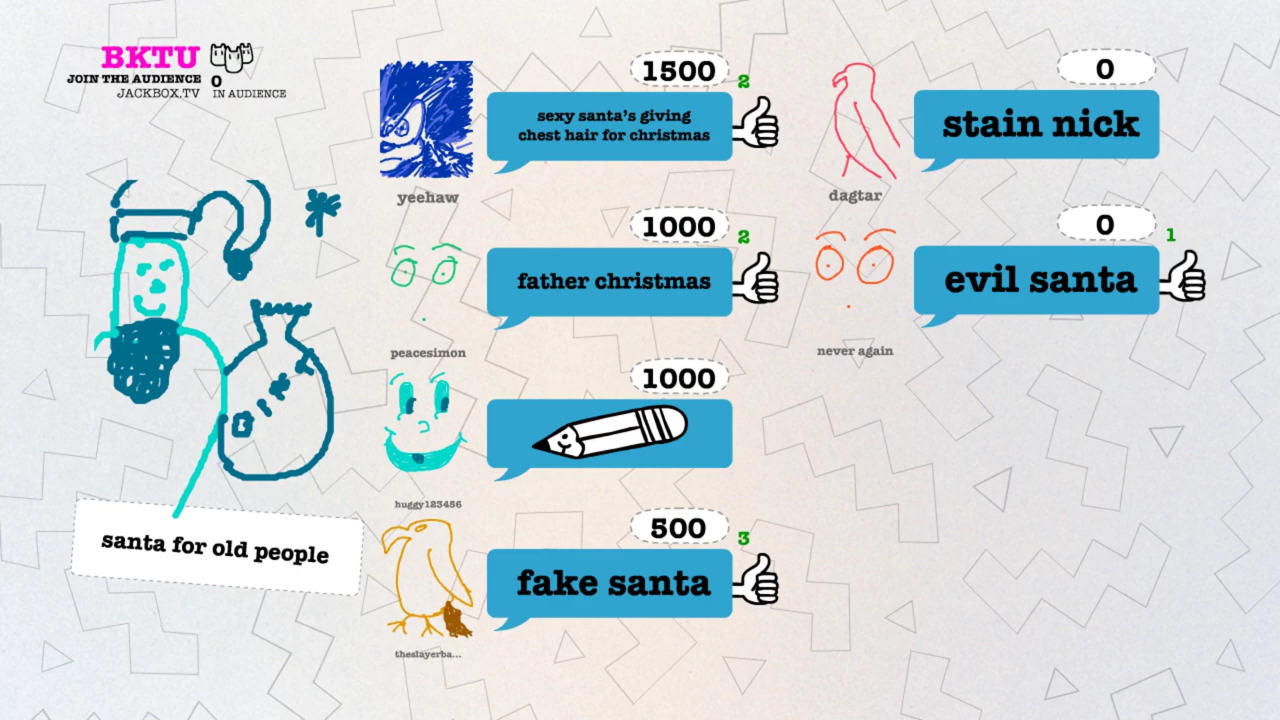 BKTU
JOIN THE AUDIENCE
JACKBOX.TV
0
IN AUDIENCE
santa for old people
1500
2
sexy santa's giving
chest hair for christmas
yeehaw
1000
2
father christmas
peacesimon
1000
huggy123456
500
3
fake santa
theslayerba...
0
stain nick
dagtar
0
1
evil santa
never again